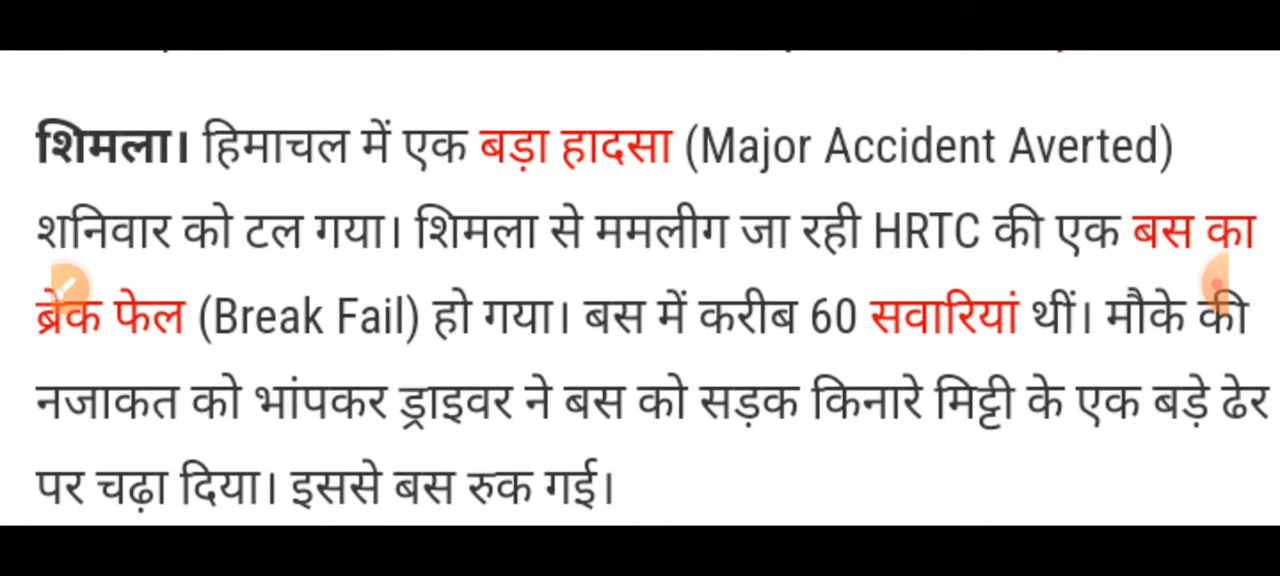 शिमला। हिमाचल में एक बड़ा हादसा (Major Accident Averted)
शनिवार को टल गया। शिमला से ममलीग जा रही HRTC की एक बस का
ब्रेक फेल (Break Fail) हो गया। बस में करीब 60 सवारियां थीं। मौके की
नजाकत को भांपकर ड्राइवर ने बस को सड़क किनारे मिट्टी के एक बड़े ढेर
पर चढ़ा दिया। इससे बस रुक गई।